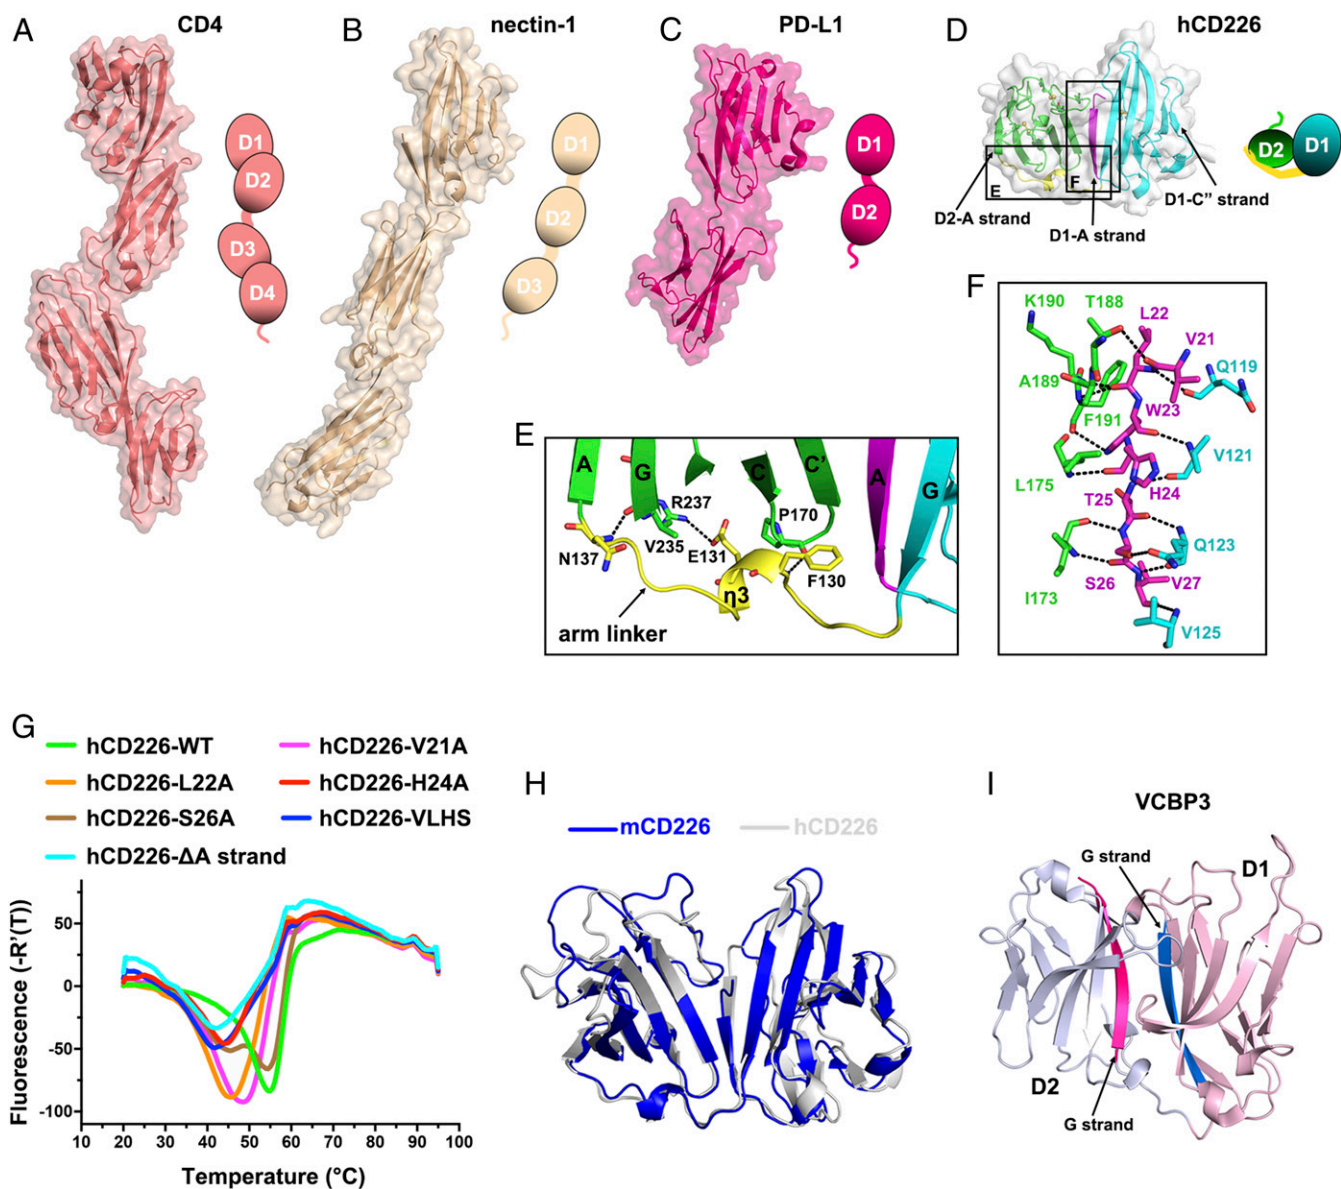 A
CD4
D1
D2
D3
D4
B
nectin-1
D1
D2
D3
C
PD-L1
D1
D2
D
hCD226
E
F
D2-A strand
D1-A strand
D1-C'' strand
D2
D1
E
A
G
C
C'
A
G
R237
P170
N137
V235
E131
F130
η3
arm linker
F
K190
T188
L22
V21
Q119
A189
W23
F191
V121
L175
T25
H24
Q123
S26
V27
I173
V125
G
hCD226-WT
hCD226-V21A
hCD226-L22A
hCD226-H24A
hCD226-S26A
hCD226-VLHS
hCD226-ΔA strand
Fluorescence (-R'(T))
50
0
-50
-100
10 20 30 40 50 60 70 80 90 100
Temperature (°C)
H
mCD226
hCD226
I
VCBP3
G strand
D1
D2
G strand